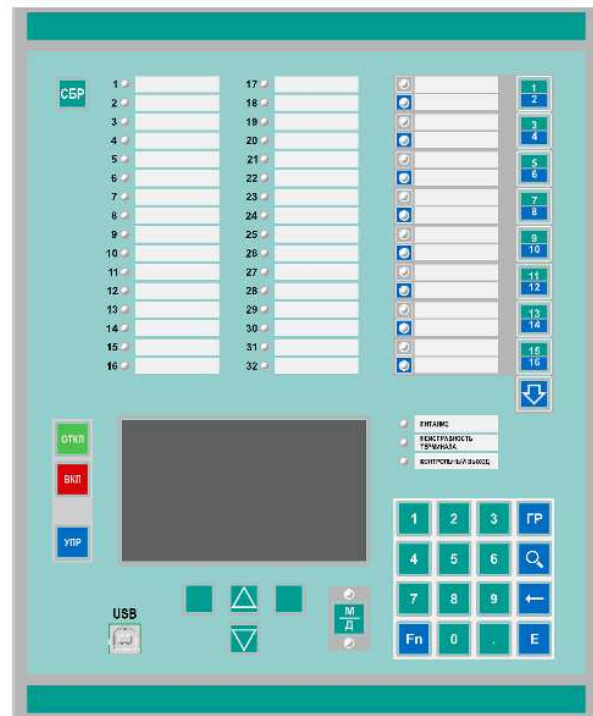 СБР
1 17 1
2 18 2
3 19 3
4 20 4
5 21 5
6 22 6
7 23 7
8 24 8
9 25 9
10 26 10
11 27 11
12 28 12
13 29 13
14 30 14
15 31 15
16 32 16
ОТКЛ
ВКЛ
УПР
ПИТАНИЕ
НЕИСПРАВНОСТЬ
ТЕРМИНАЛА
КОНТРОЛЬНЫЙ ВЫХОД
1 2 3 ГР
4 5 6
7 8 9
Fn 0 . E
USB
М
Д